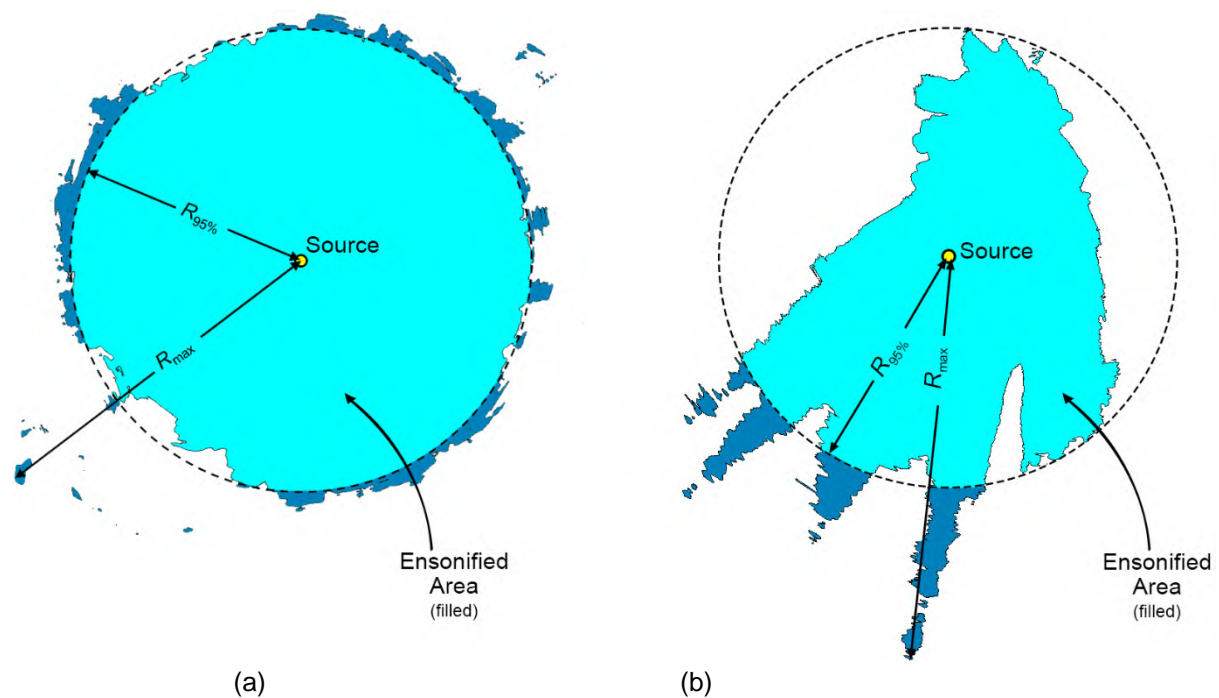 R95%
Source
Rmax
Ensonified
Area
(filled)
(a)
Source
R95%
Rmax
Ensonified
Area
(filled)
(b)